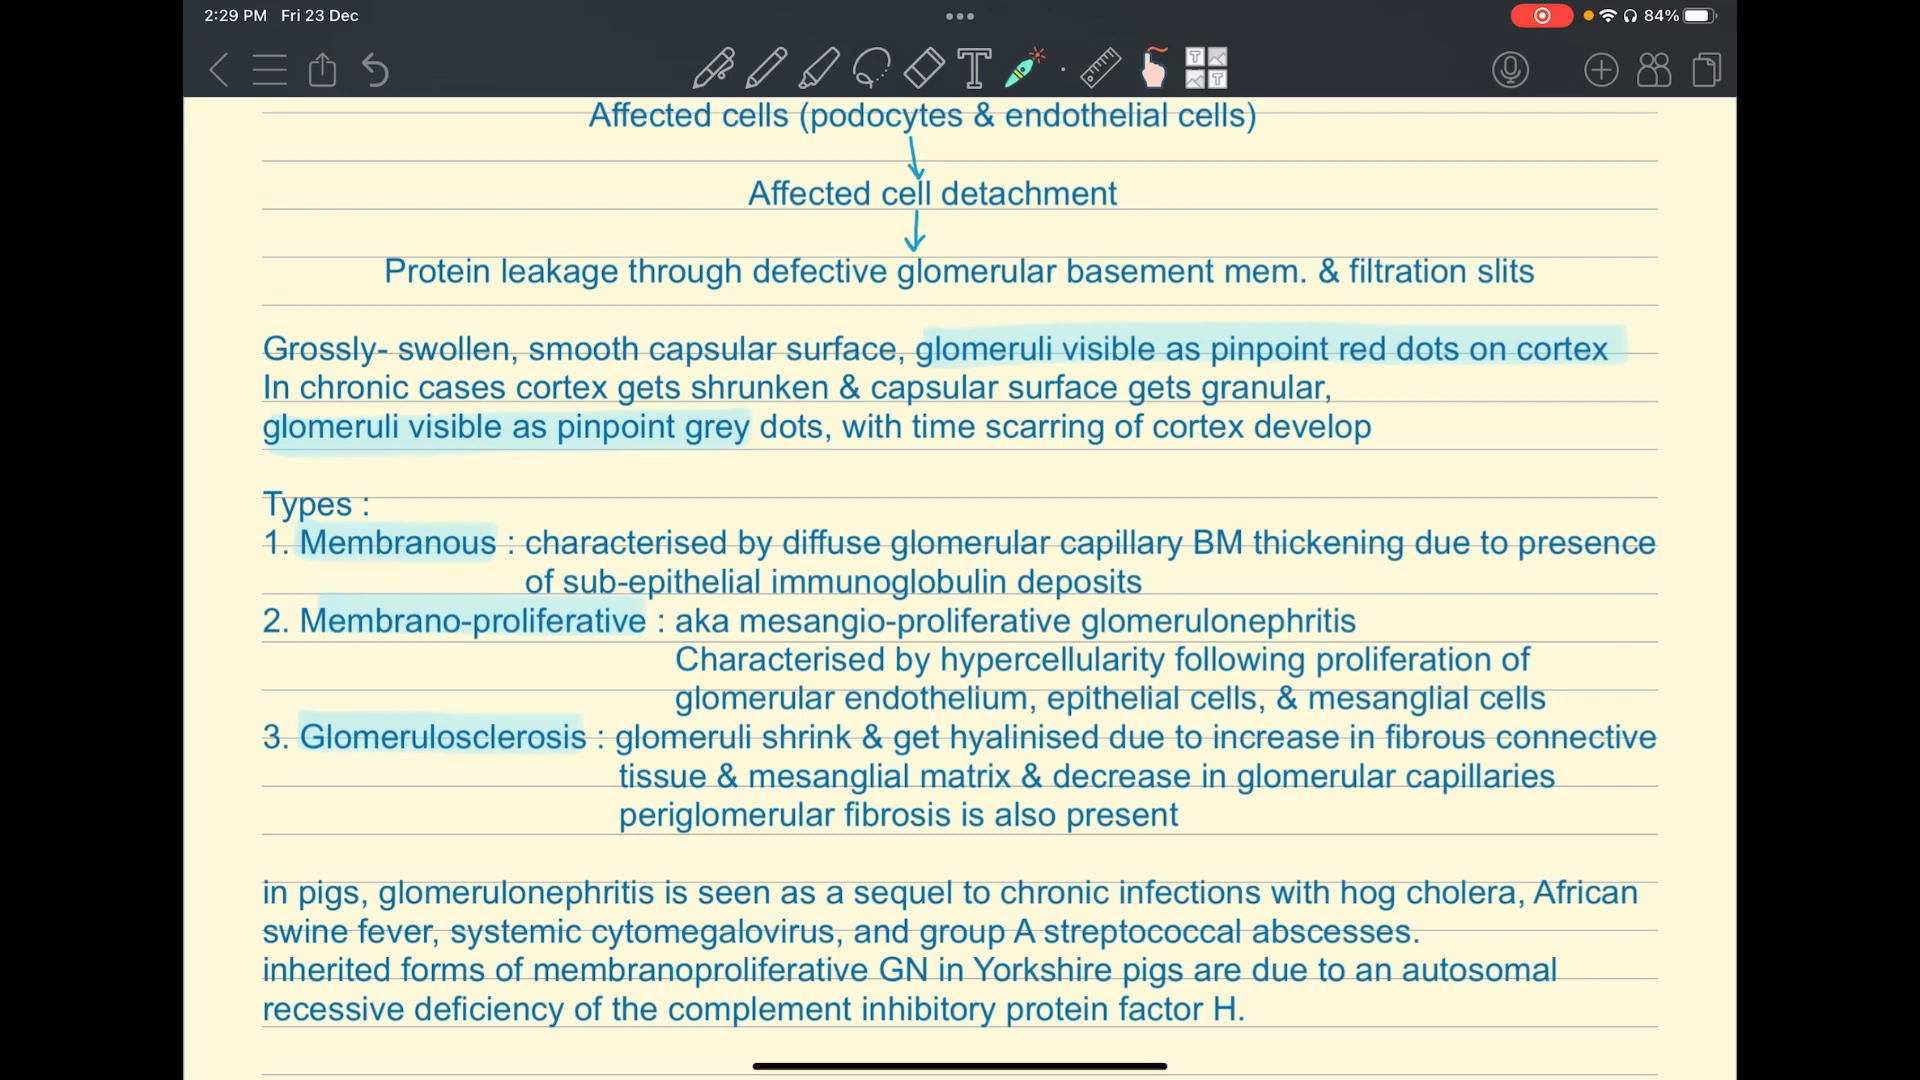 2:29 PM Fri 23 Dec
84%
Affected cells (podocytes & endothelial cells)
Affected cell detachment
Protein leakage through defective glomerular basement mem. & filtration slits
Grossly- swollen, smooth capsular surface, glomeruli visible as pinpoint red dots on cortex
In chronic cases cortex gets shrunken & capsular surface gets granular,
glomeruli visible as pinpoint grey dots, with time scarring of cortex develop
Types :
1. Membranous : characterised by diffuse glomerular capillary BM thickening due to presence
of sub-epithelial immunoglobulin deposits
2. Membrano-proliferative : aka mesangio-proliferative glomerulonephritis
Characterised by hypercellularity following proliferation of
glomerular endothelium, epithelial cells, & mesanglial cells
3. Glomerulosclerosis : glomeruli shrink & get hyalinised due to increase in fibrous connective
tissue & mesanglial matrix & decrease in glomerular capillaries
periglomerular fibrosis is also present
in pigs, glomerulonephritis is seen as a sequel to chronic infections with hog cholera, African
swine fever, systemic cytomegalovirus, and group A streptococcal abscesses.
inherited forms of membranoproliferative GN in Yorkshire pigs are due to an autosomal
recessive deficiency of the complement inhibitory protein factor H.